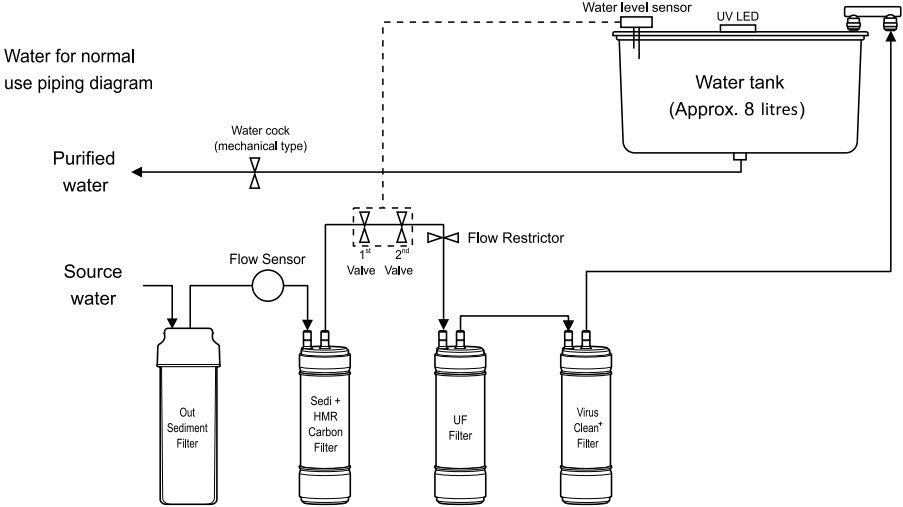 Water level sensor
UV LED
Water for normal
use piping diagram
Water tank
(Approx. 8 litres)
Water cock
(mechanical type)
Purified
water
1st
Valve
2nd
Valve
Flow Restrictor
Flow Sensor
Source
water
Out
Sediment
Filter
Sedi +
HMR
Carbon
Filter
UF
Filter
Virus
Clean+
Filter